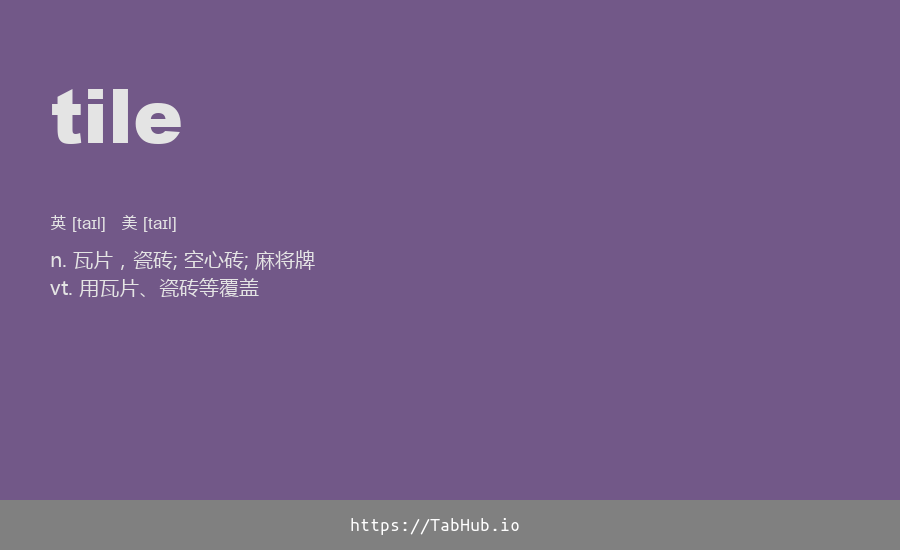 tile
英 [taɪl] 美 [taɪl]
n. 瓦片，瓷砖; 空心砖; 麻将牌
vt. 用瓦片、瓷砖等覆盖
https://TabHub.io